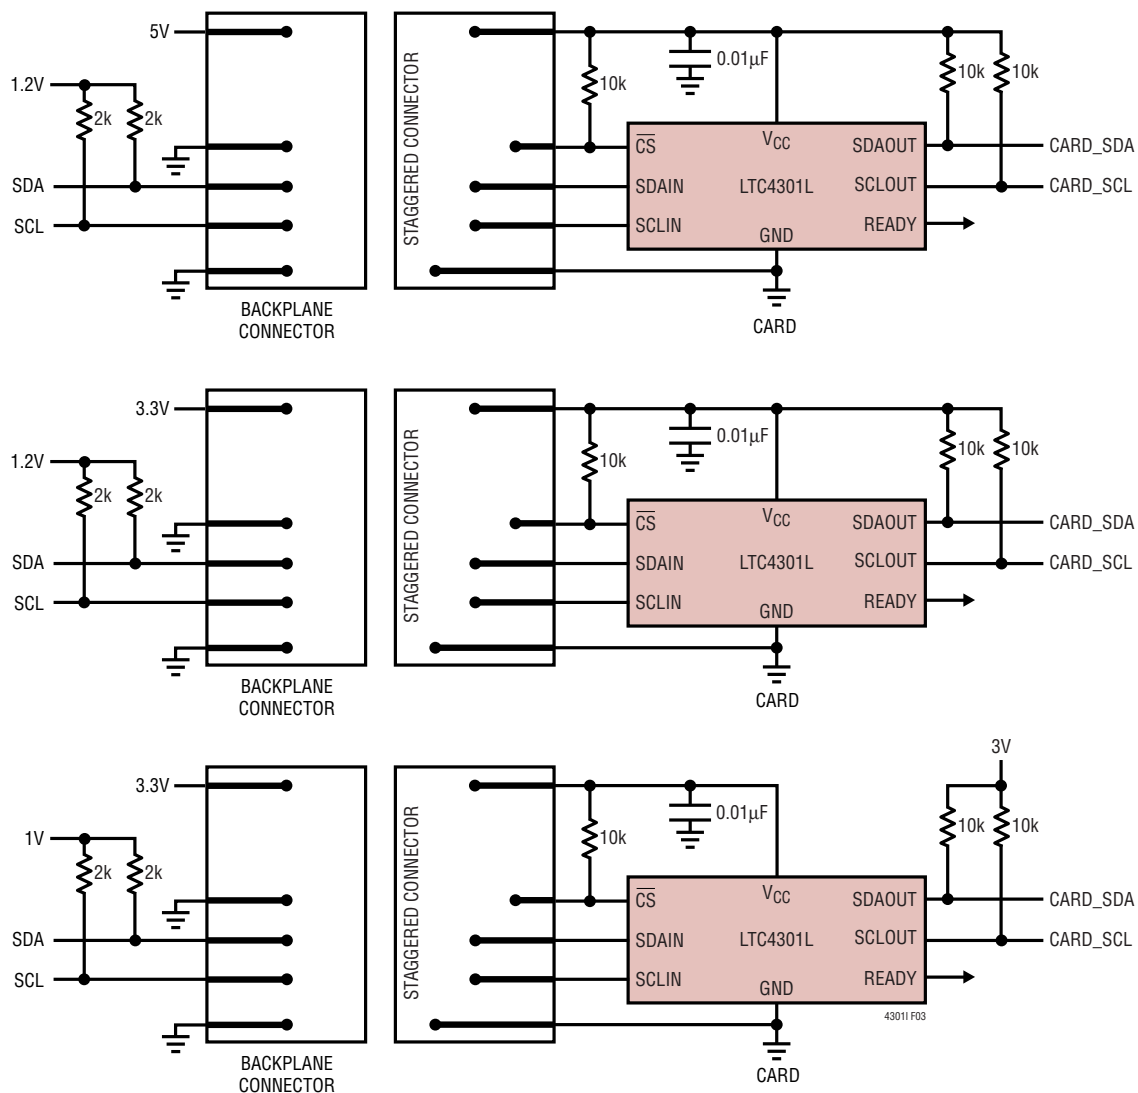 5V
1.2V
2k
2k
SDA
SCL
BACKPLANE
CONNECTOR
STAGGERED CONNECTOR
10k
0.01µF
10k
10k
CS
VCC
SDAOUT
SDAIN
LTC4301L
SCLOUT
SCLIN
GND
READY
CARD_SDA
CARD_SCL
CARD
3.3V
1.2V
2k
2k
SDA
SCL
BACKPLANE
CONNECTOR
STAGGERED CONNECTOR
10k
0.01µF
10k
10k
CS
VCC
SDAOUT
SDAIN
LTC4301L
SCLOUT
SCLIN
GND
READY
CARD_SDA
CARD_SCL
CARD
3.3V
1V
2k
2k
SDA
SCL
BACKPLANE
CONNECTOR
STAGGERED CONNECTOR
10k
0.01µF
3V
10k
10k
CS
VCC
SDAOUT
SDAIN
LTC4301L
SCLOUT
SCLIN
GND
READY
CARD_SDA
CARD_SCL
4301l F03
CARD